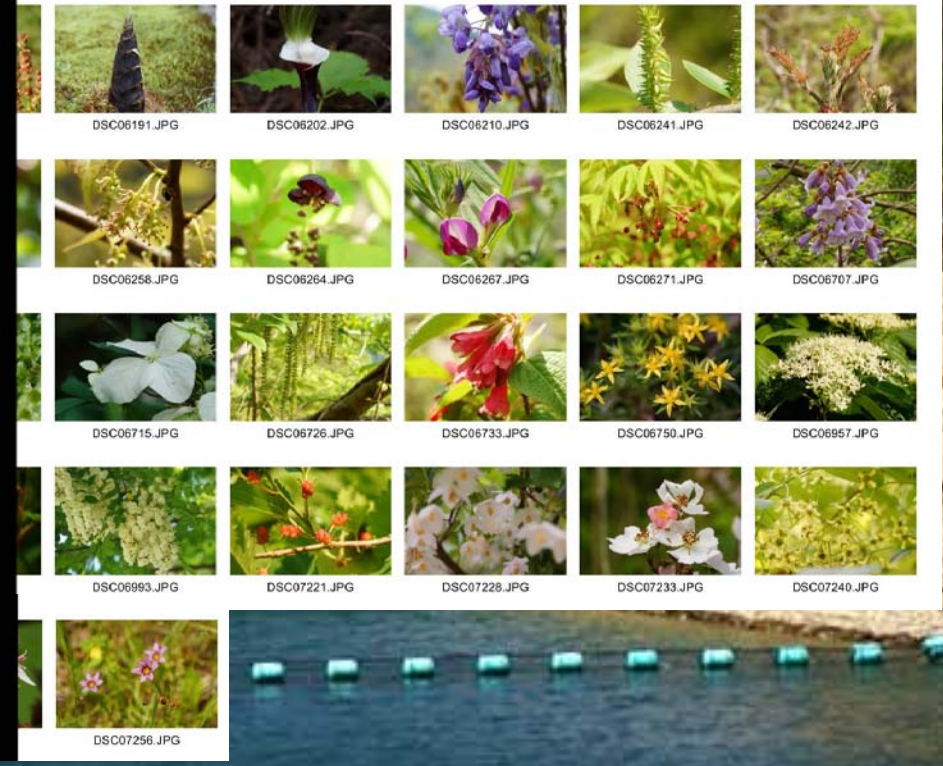 DSC06191.JPG DSC06202.JPG DSC06210.JPG DSC06241.JPG DSC06242.JPG
DSC06258.JPG DSC06264.JPG DSC06267.JPG DSC06271.JPG DSC06707.JPG
DSC06715.JPG DSC06726.JPG DSC06733.JPG DSC06750.JPG DSC06957.JPG
DSC06993.JPG DSC07221.JPG DSC07228.JPG DSC07233.JPG DSC07240.JPG
DSC07256.JPG